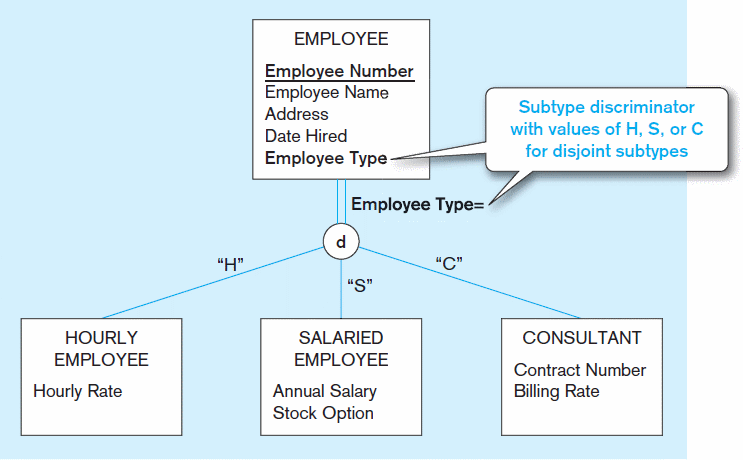 EMPLOYEE
Employee Number
Employee Name
Address
Date Hired
Employee Type
Subtype discriminator
with values of H, S, or C
for disjoint subtypes
Employee Type=
d
“H”
“S”
“C”
HOURLY
EMPLOYEE
Hourly Rate
SALARIED
EMPLOYEE
Annual Salary
Stock Option
CONSULTANT
Contract Number
Billing Rate